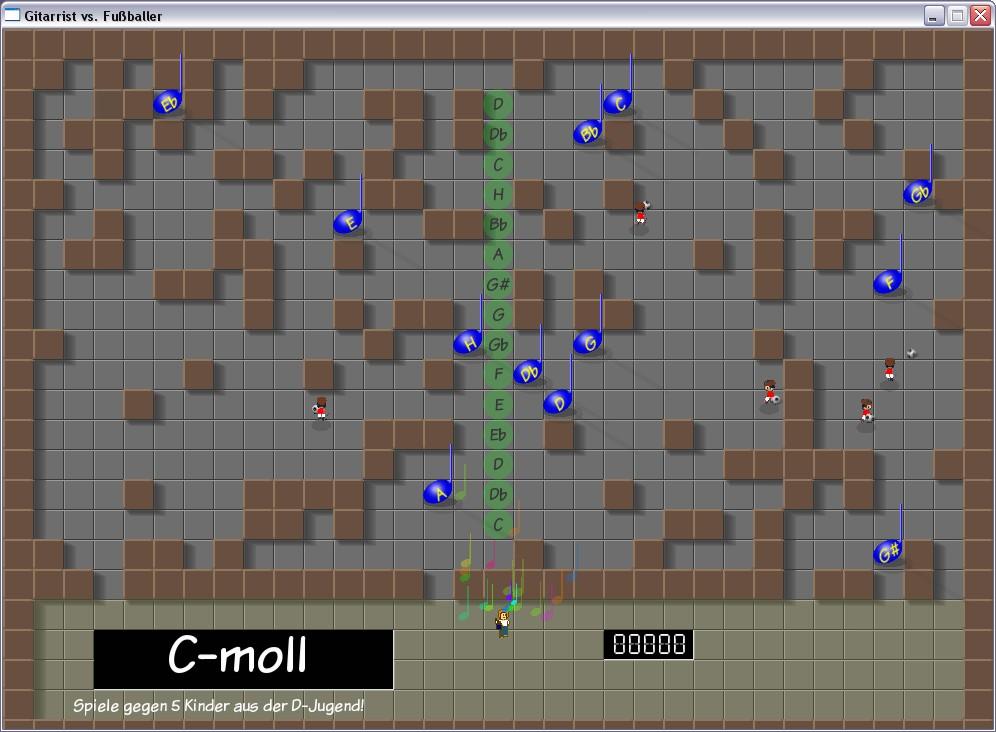 Gitarrist vs. Fußballer
Eb
C
D
Bb
Db
C
Gb
H
E
Bb
A
F
G#
G
H
Gb
G
Db
F
D
E
Eb
D
A
Db
C
G#
C-moll
00000
Spiele gegen 5 Kinder aus der D-Jugend!